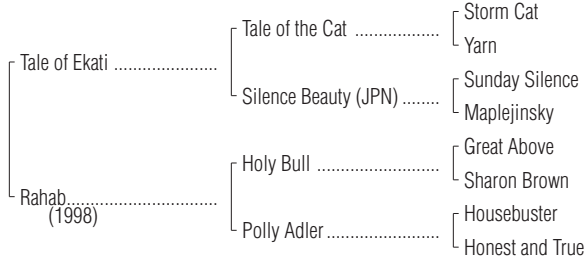 Storm Cat
Tale of the Cat ..................
Yarn
Tale of Ekati ......................
Sunday Silence
Silence Beauty (JPN) ........
Maplejinsky
Great Above
Holy Bull ..........................
Sharon Brown
Rahab................................
(1998)
Housebuster
Polly Adler........................
Honest and True